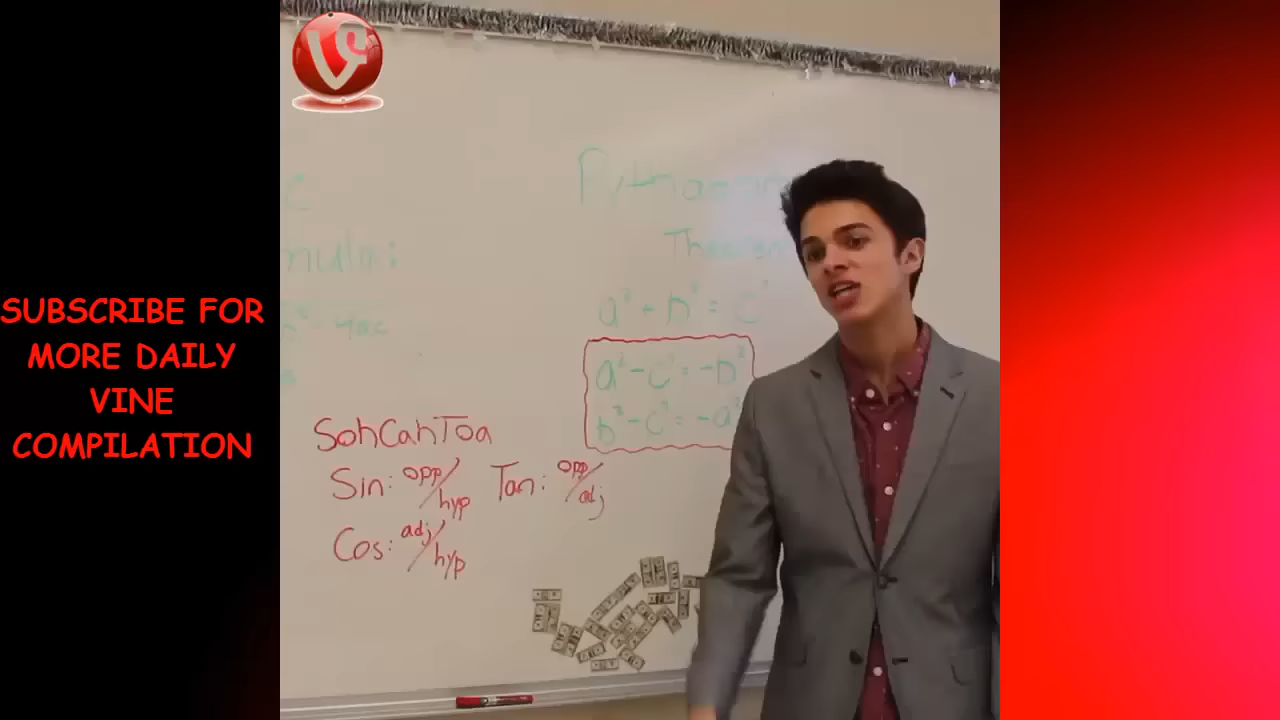 SUBSCRIBE FOR
MORE DAILY
VINE
COMPILATION
C
mula:
Theorem
a² + b² = c²
a² - c² = -b²
b² - c² = -a²
SohCahToa
Sin: opp/hyp Tan: opp/adj
Cos: adj/hyp